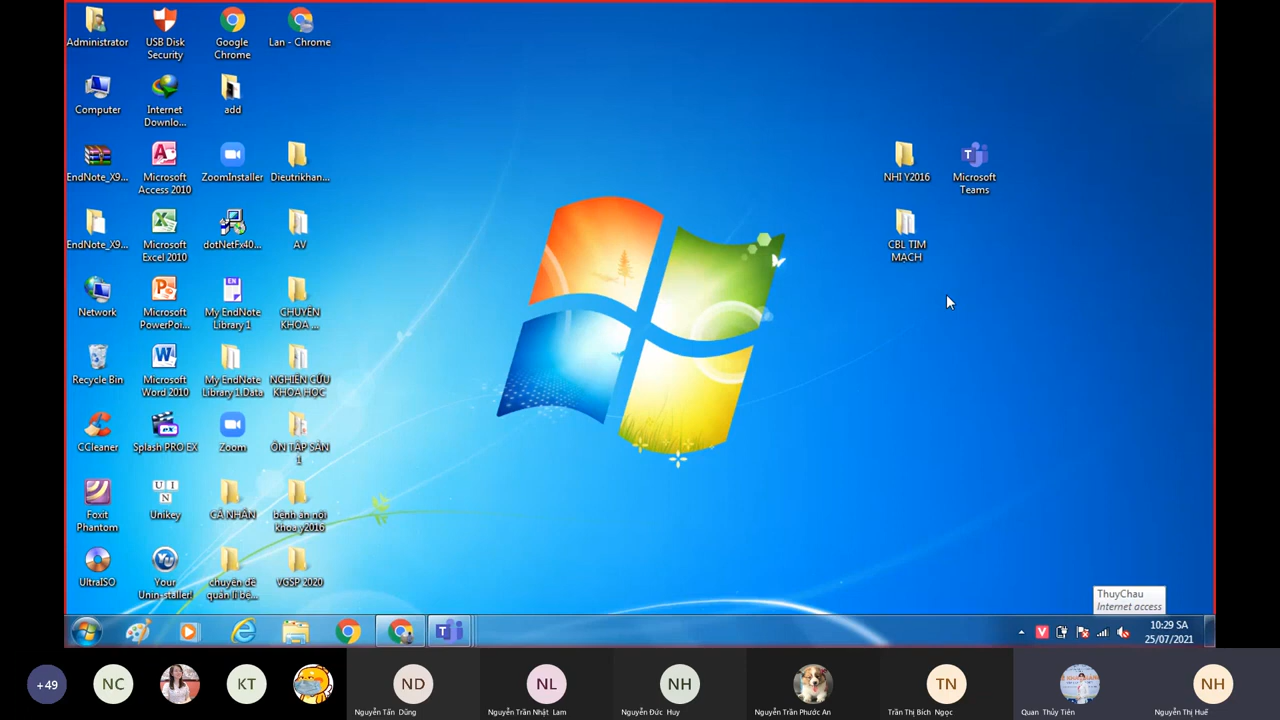 Administrator
USB Disk
Security
Google
Chrome
Lan - Chrome
Computer
Internet
Downlo...
add
EndNote_X9...
Microsoft
Access 2010
ZoomInstaller
Dieutrikhan...
NHI Y2016
Microsoft
Teams
EndNote_X9...
Microsoft
Excel 2010
dotNetFx40...
AV
CBL TIM
MẠCH
Network
Microsoft
PowerPoi...
My EndNote
Library 1
CHUYÊN
KHOA ...
Recycle Bin
Microsoft
Word 2010
My EndNote
Library 1.Data
NGHIÊN CỨU
KHOA HỌC
CCleaner
Splash PRO EX
Zoom
ÔN TẬP SẢN
1
Foxit
Phantom
Unikey
CÁ NHÂN
bệnh án nội
khoa y2016
UltraISO
Your
Unin-staller!
chuyên đề
quản lí bệ...
VGSP 2020
ThuyChau
Internet access
10:29 SA
25/07/2021
+49
NC
KT
ND
NL
NH
TN
NH
Nguyễn Tấn Dũng
Nguyễn Trần Nhật Lam
Nguyễn Đức Huy
Nguyễn Trần Phước An
Trần Thị Bích Ngọc
Quan Thủy Tiên
Nguyễn Thị Huế